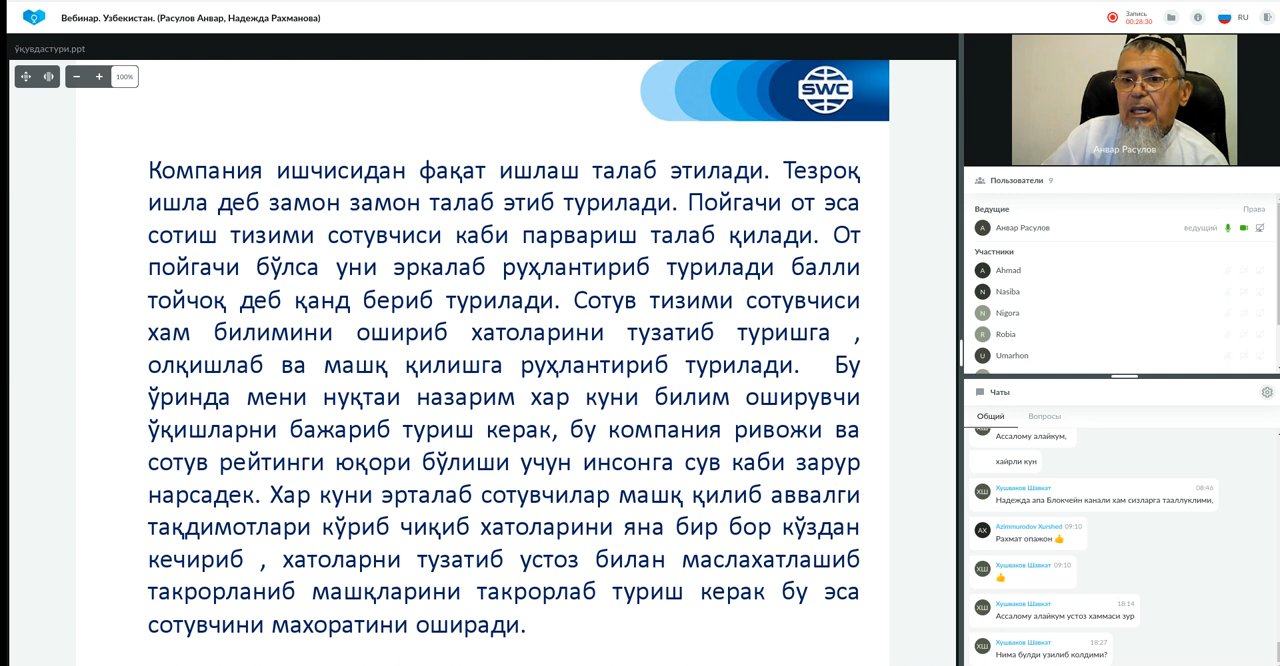 Вебинар. Узбекистан. (Расулов Анвар, Надежда Рахманова)
Запись
00:28:30
RU
ўқувдастури.ppt
100%
SWC
Компания ишчисидан фақат ишлаш талаб этилади. Тезроқ
ишла деб замон замон талаб этиб турилади. Пойгачи от эса
сотиш тизими сотувчиси каби парвариш талаб қилади. От
пойгачи бўлса уни эркалаб руҳлантириб турилади балли
тойчоқ деб қанд бериб турилади. Сотув тизими сотувчиси
хам билимини ошириб хатоларини тузатиб туришга ,
олқишлаб ва машқ қилишга руҳлантириб турилади. Бу
ўринда мени нуқтаи назарим хар куни билим оширувчи
ўқишларни бажариб туриш керак, бу компания ривожи ва
сотув рейтинги юқори бўлиши учун инсонга сув каби зарур
нарсадек. Хар куни эрталаб сотувчилар машқ қилиб аввалги
тақдимотлари кўриб чиқиб хатоларини яна бир бор кўздан
кечириб , хатоларни тузатиб устоз билан маслахатлашиб
такрорланиб машқларини такрорлаб туриш керак бу эса
сотувчини махоратини оширади.
Анвар Расулов
Пользователи 9
Ведущие Права
А Анвар Расулов ведущий
Участники
A Ahmad
N Nasiba
N Nigora
R Robia
U Umarhon
Чаты
Общий Вопросы
Ассалому алайкум,
хайрли кун
ХШ Хушваков Шавкат 08:46
Надежда апа Блокчейн канали хам сизларга тааллуклими,
AX Azimmurodov Xurshed 09:10
Рахмат опажон 👍
ХШ Хушваков Шавкат 09:10
👍
ХШ Хушваков Шавкат 18:14
Ассалому алайкум устоз хаммаси зур
ХШ Хушваков Шавкат 18:27
Нима булди узилиб колдими?